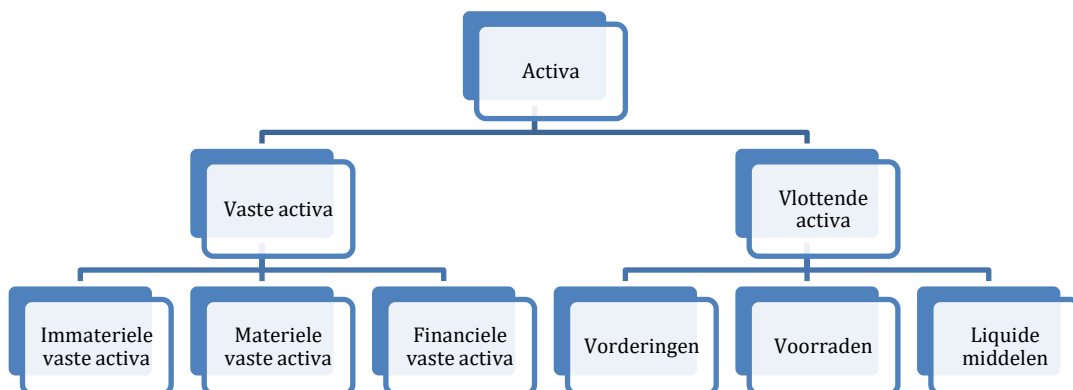 Activa
Vaste activa
Vlottende
activa
Immateriele
vaste activa
Materiele
vaste activa
Financiele
vaste activa
Vorderingen
Voorraden
Liquide
middelen